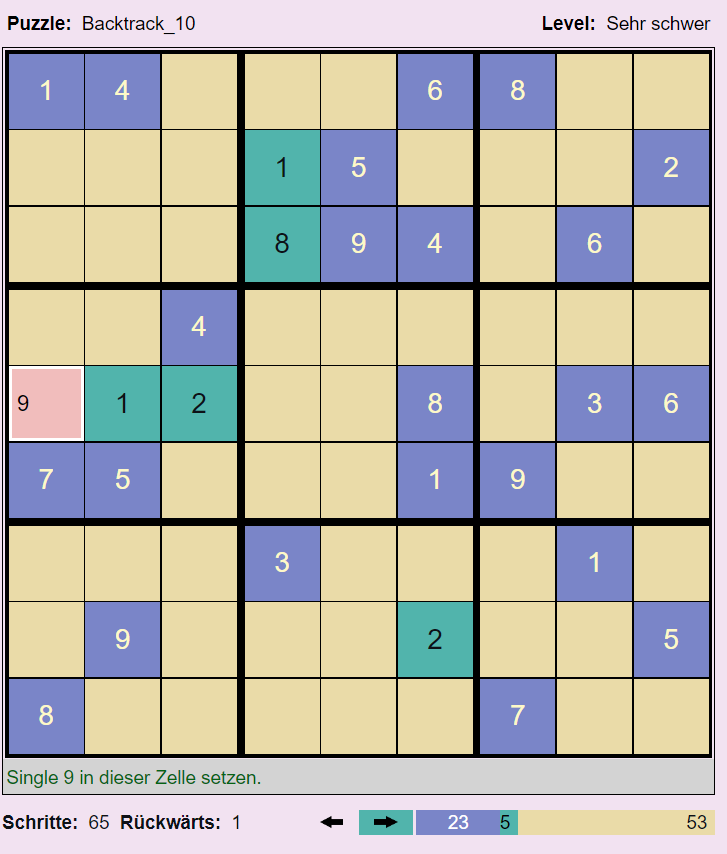 Puzzle: Backtrack_10 Level: Sehr schwer
1 4 6 8
1 5 2
8 9 4 6
4
9 1 2 8 3 6
7 5 1 9
3 1
9 2 5
8 7
Single 9 in dieser Zelle setzen.
Schritte: 65 Rückwärts: 1 23 5 53